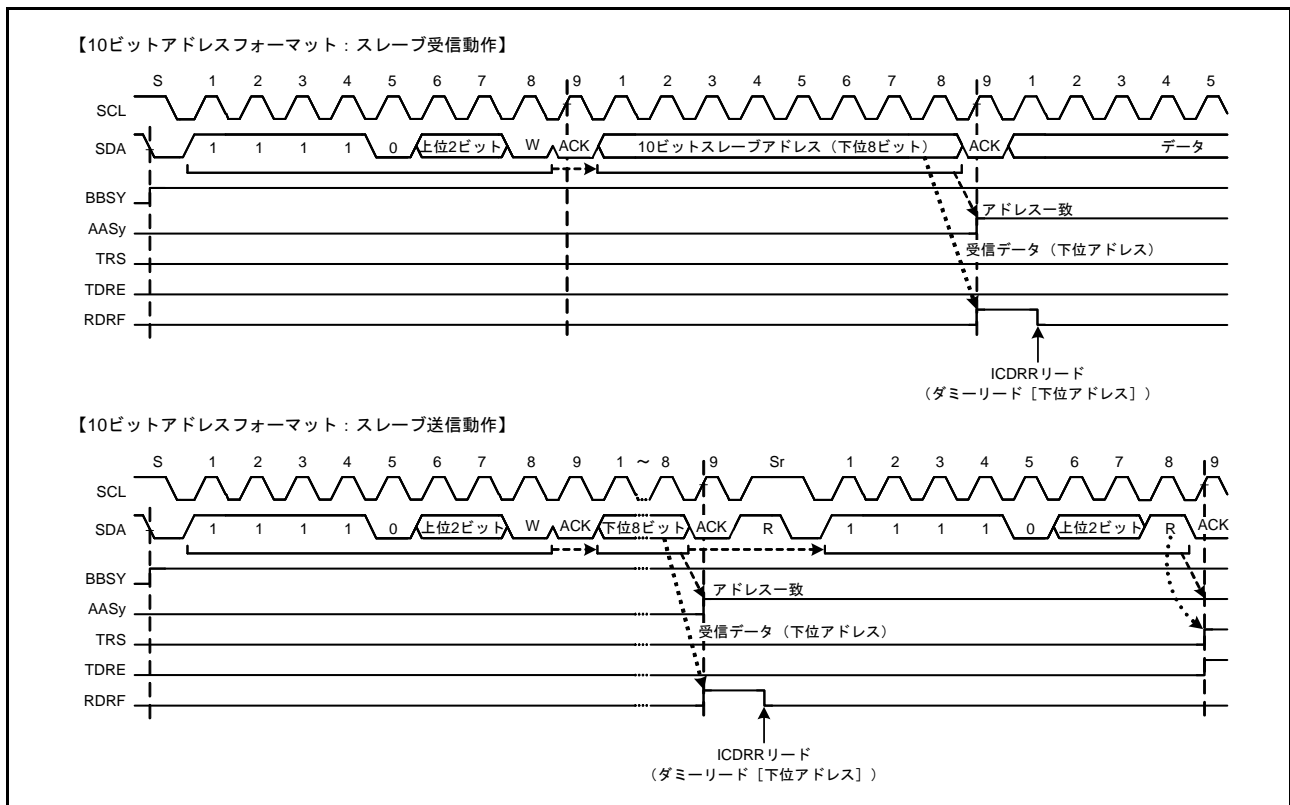 【10ビットアドレスフォーマット：スレーブ受信動作】
S 1 2 3 4 5 6 7 8 9 1 2 3 4 5 6 7 8 9 1 2 3 4 5
SCL
SDA 1 1 1 1 0 上位2ビット W ACK 10ビットスレーブアドレス（下位8ビット） ACK データ
BBSY
アドレス一致
AASy
受信データ（下位アドレス）
TRS
TDRE
RDRF
ICDRRリード
（ダミーリード［下位アドレス］）
【10ビットアドレスフォーマット：スレーブ送信動作】
S 1 2 3 4 5 6 7 8 9 1 ～ 8 9 Sr 1 2 3 4 5 6 7 8 9
SCL
SDA 1 1 1 1 0 上位2ビット W ACK 下位8ビット ACK R 1 1 1 1 0 上位2ビット R ACK
BBSY
アドレス一致
AASy
受信データ（下位アドレス）
TRS
TDRE
RDRF
ICDRRリード
（ダミーリード［下位アドレス］）